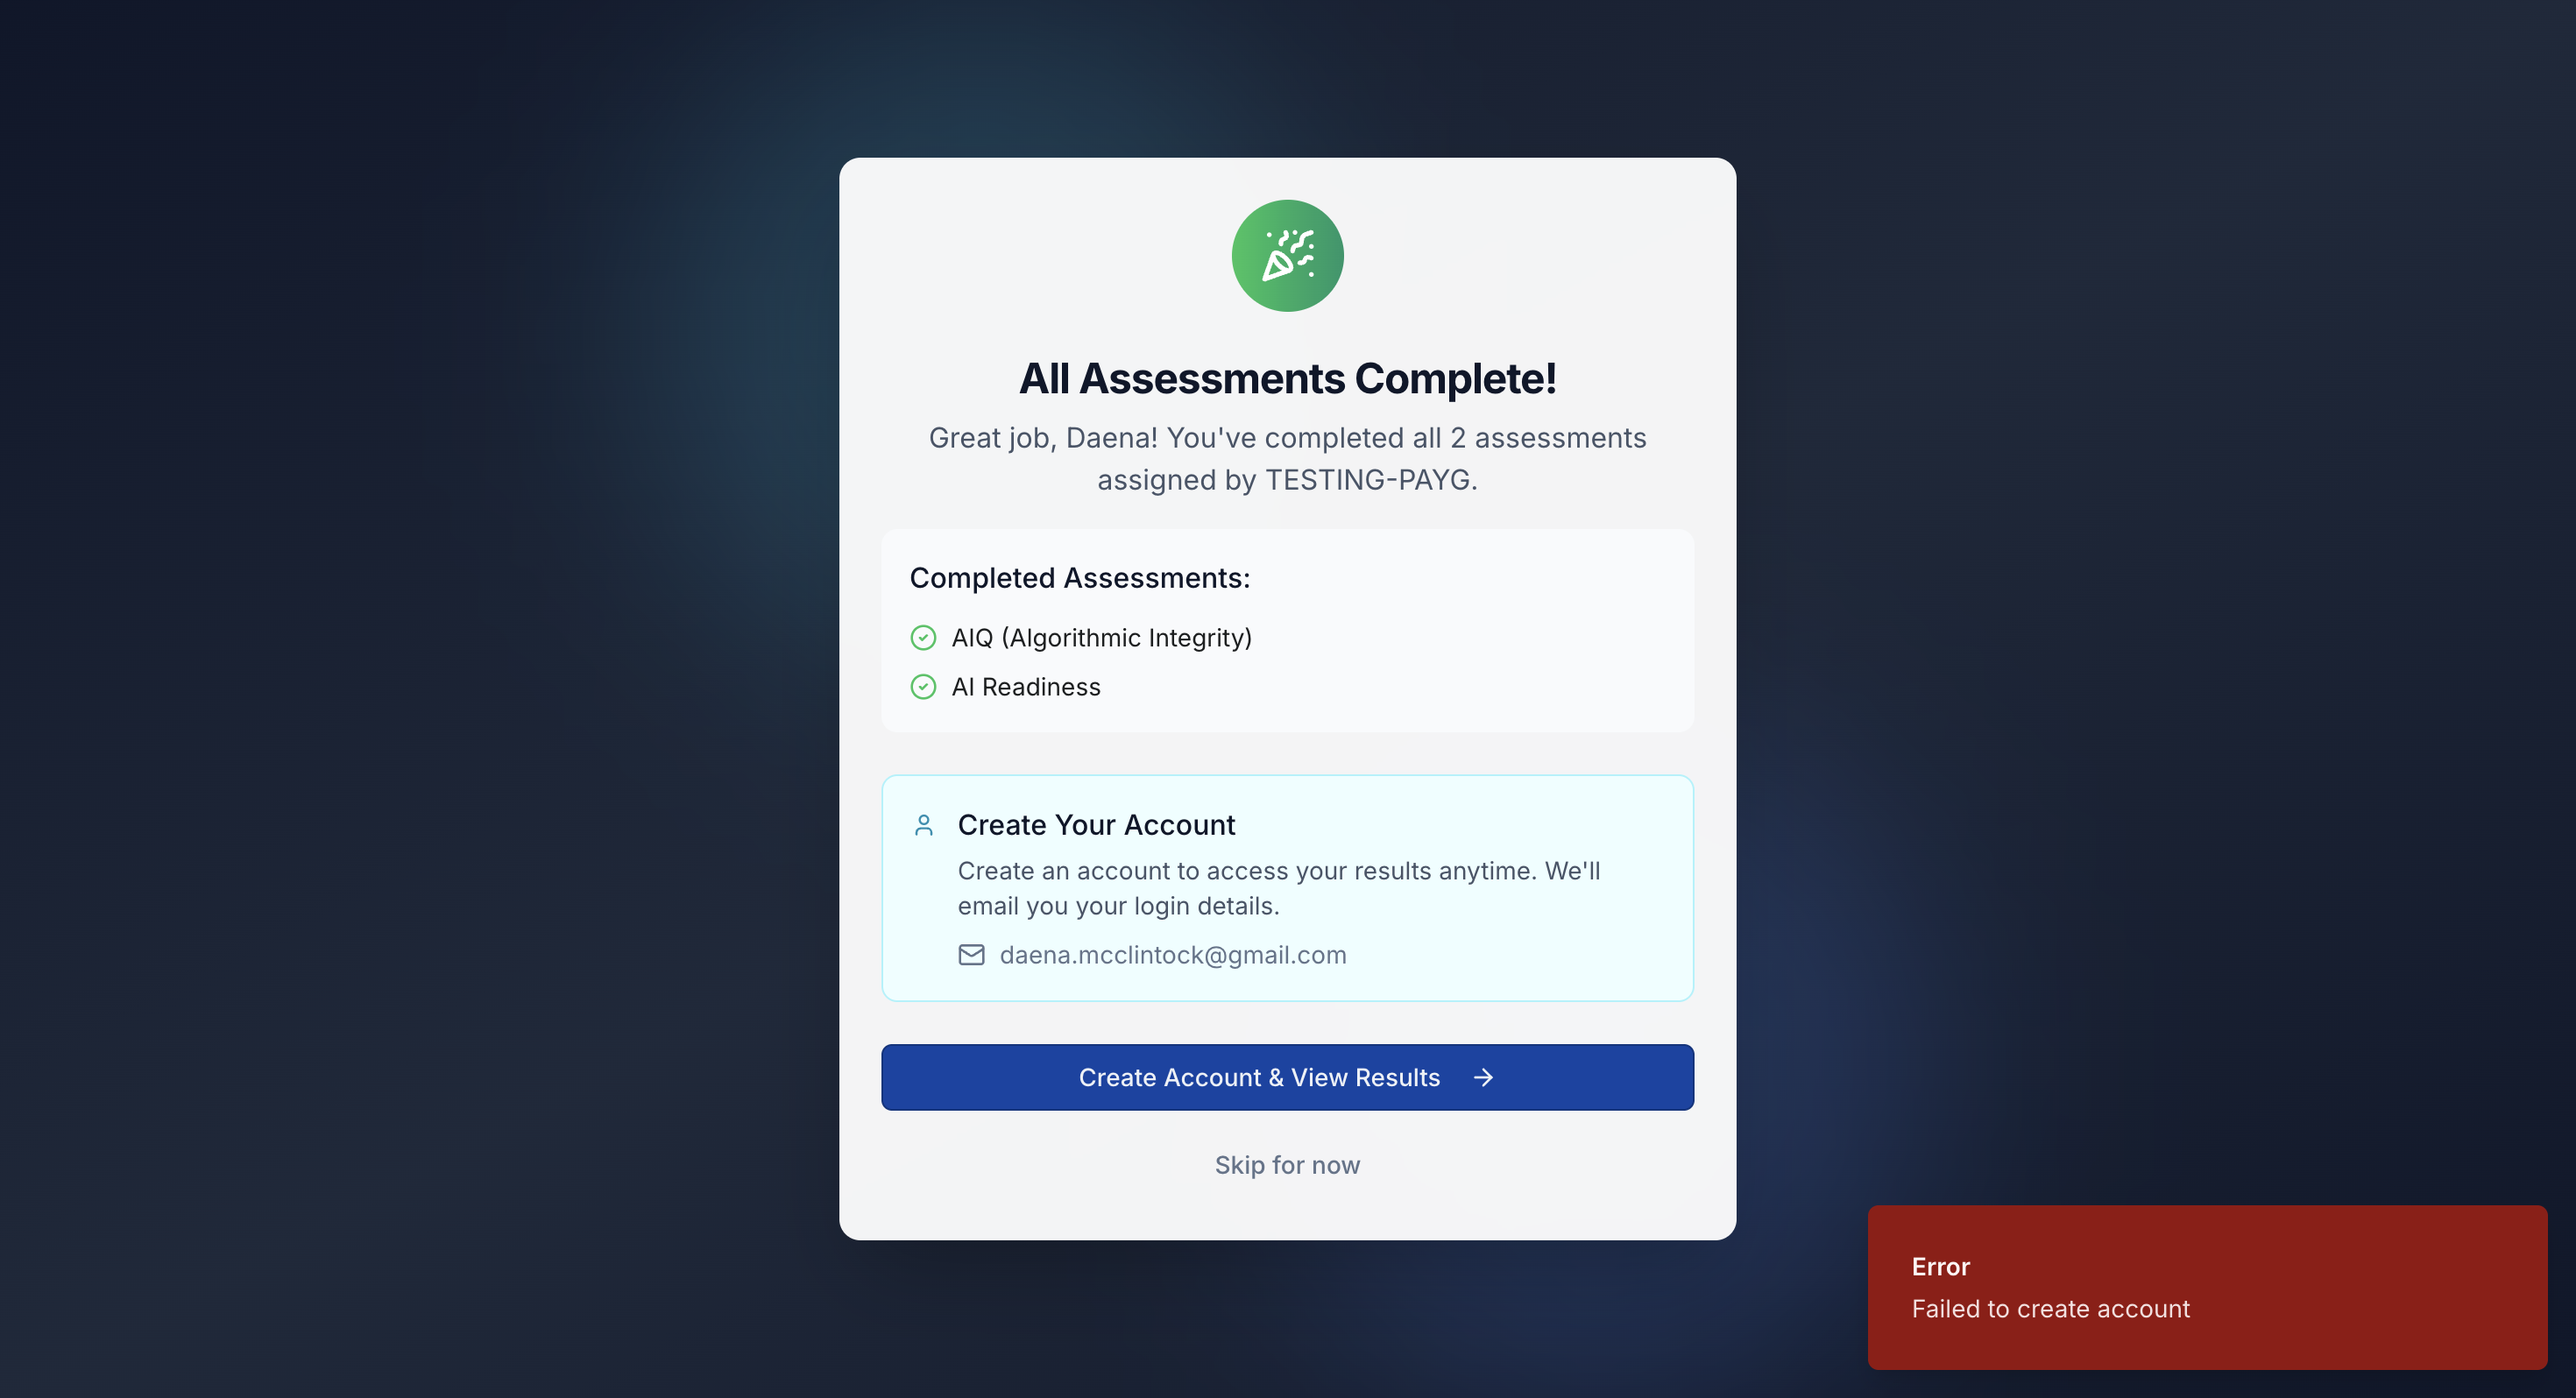 All Assessments Complete!
Great job, Daena! You've completed all 2 assessments
assigned by TESTING-PAYG.
Completed Assessments:
AIQ (Algorithmic Integrity)
AI Readiness
Create Your Account
Create an account to access your results anytime. We'll
email you your login details.
daena.mcclintock@gmail.com
Create Account & View Results
Skip for now
Error
Failed to create account